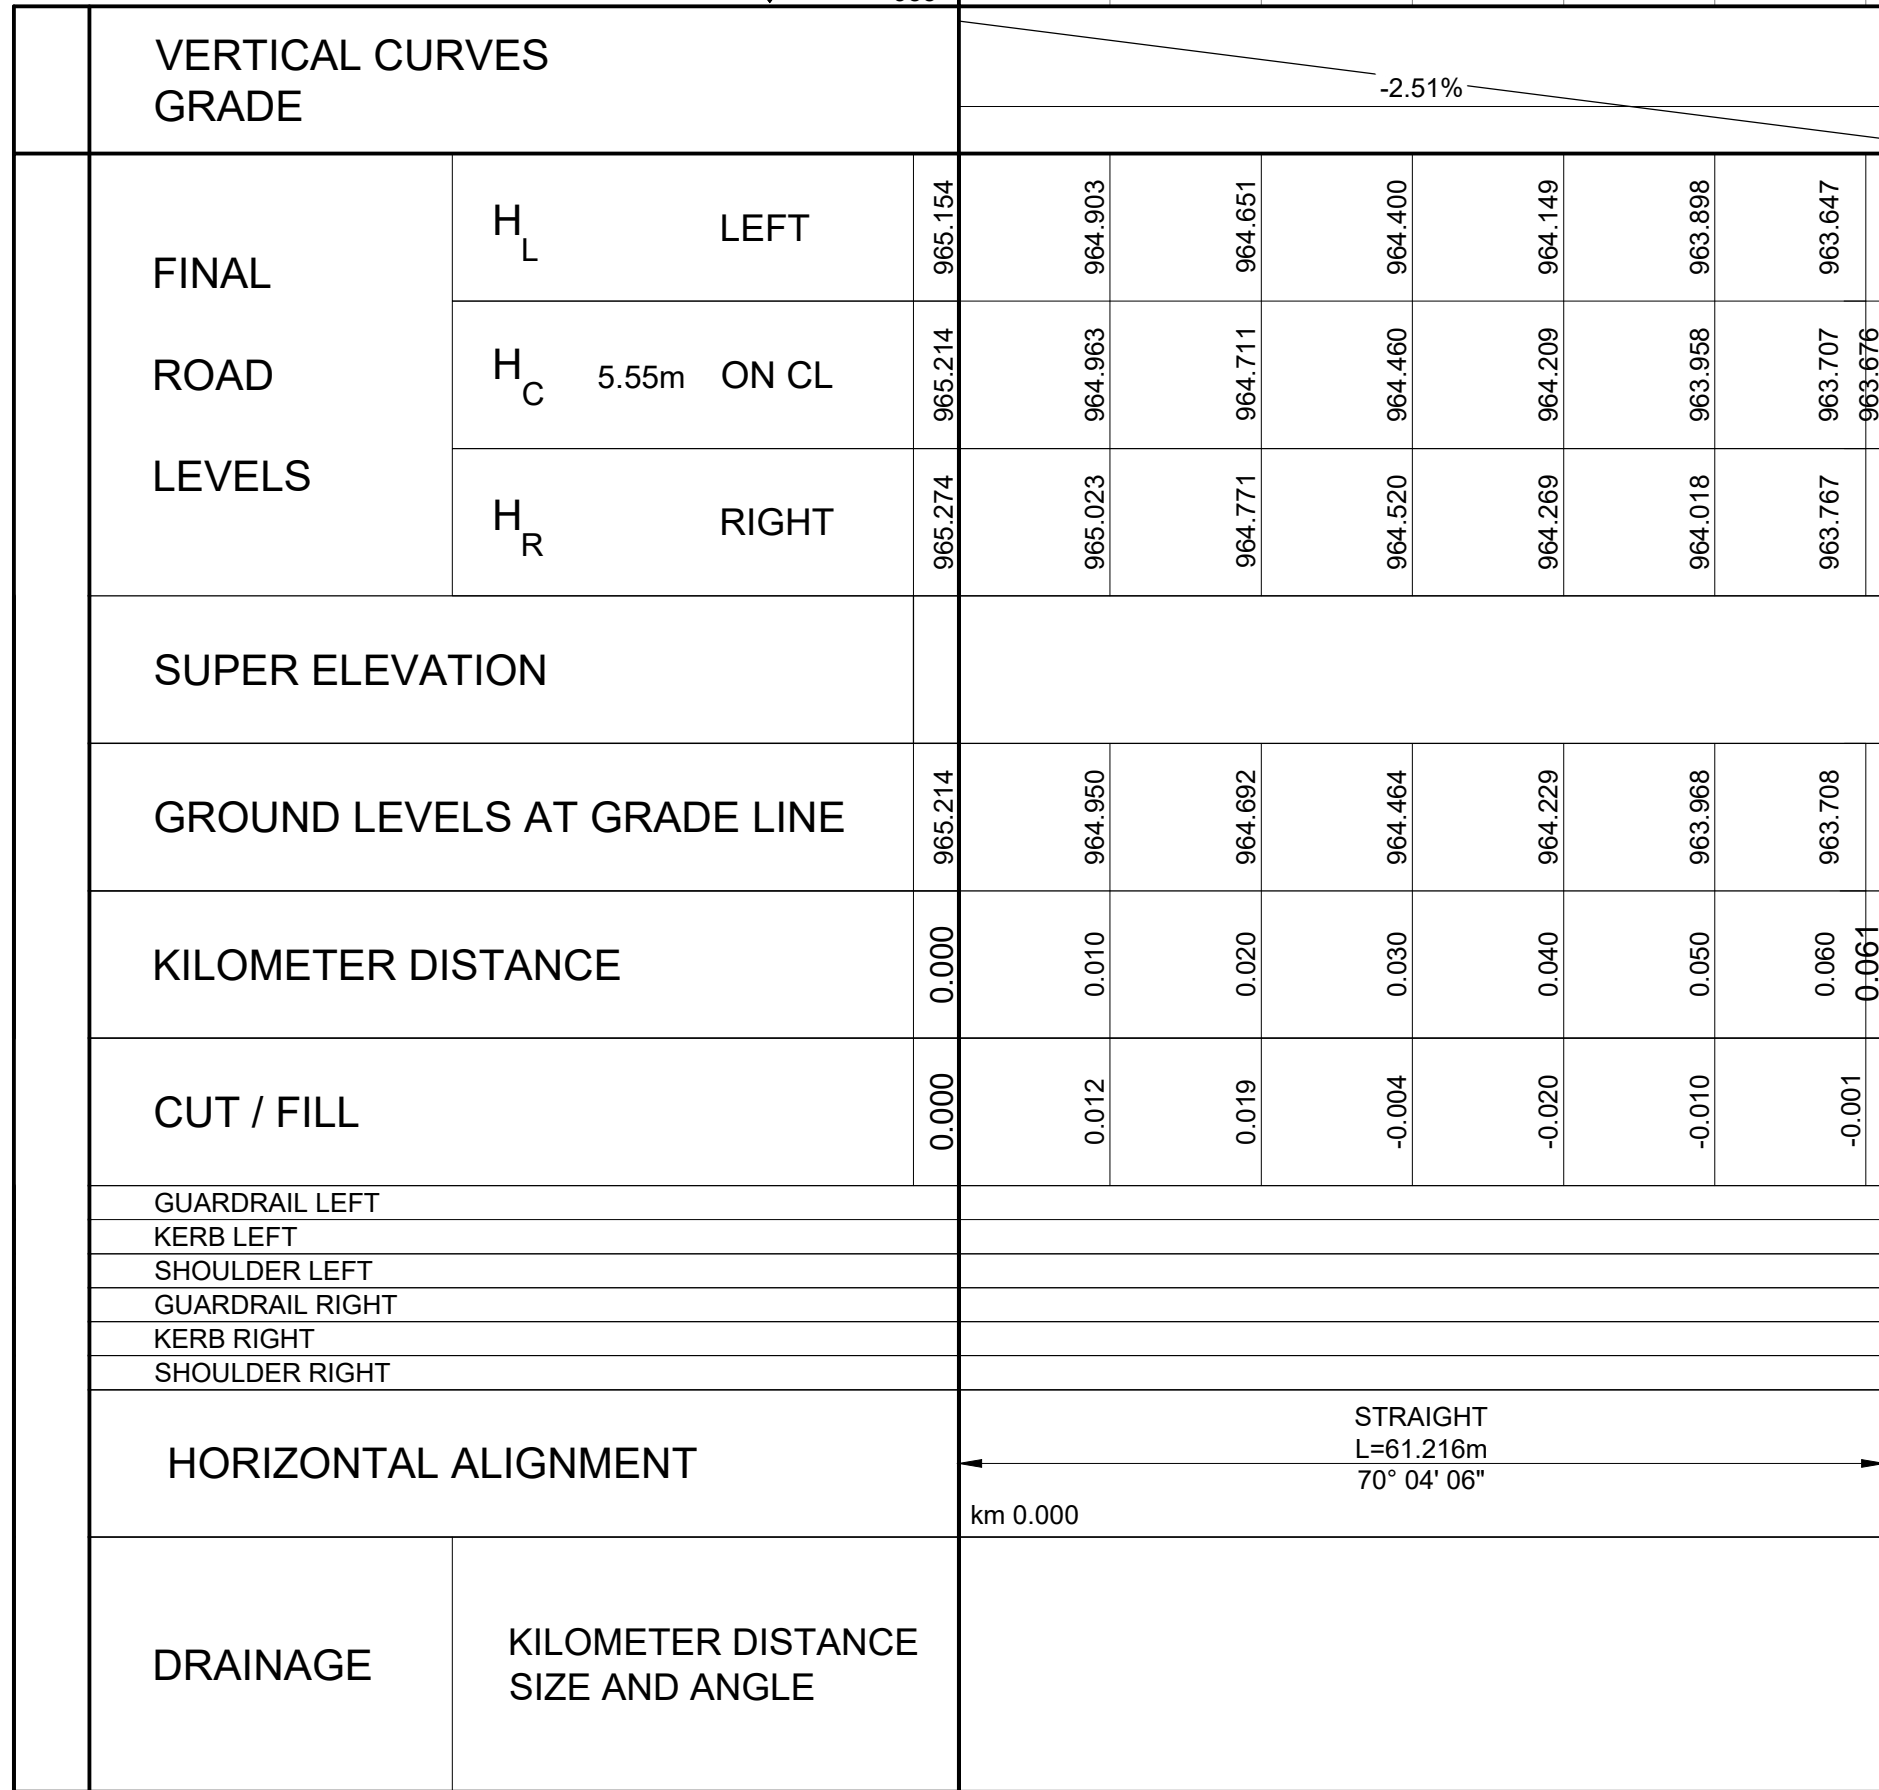 VERTICAL CURVES
GRADE
-2.51%
FINAL
ROAD
LEVELS
H L LEFT
965.154 964.903 964.651 964.400 964.149 963.898 963.647
H C 5.55m ON CL
965.214 964.963 964.711 964.460 964.209 963.958 963.707 963.676
H R RIGHT
965.274 965.023 964.771 964.520 964.269 964.018 963.767
SUPER ELEVATION
GROUND LEVELS AT GRADE LINE
965.214 964.950 964.692 964.464 964.229 963.968 963.708
KILOMETER DISTANCE
0.000 0.010 0.020 0.030 0.040 0.050 0.060 0.061
CUT / FILL
0.000 0.012 0.019 -0.004 -0.020 -0.010 -0.001
GUARDRAIL LEFT
KERB LEFT
SHOULDER LEFT
GUARDRAIL RIGHT
KERB RIGHT
SHOULDER RIGHT
HORIZONTAL ALIGNMENT
STRAIGHT
L=61.216m
70° 04' 06"
km 0.000
DRAINAGE
KILOMETER DISTANCE
SIZE AND ANGLE